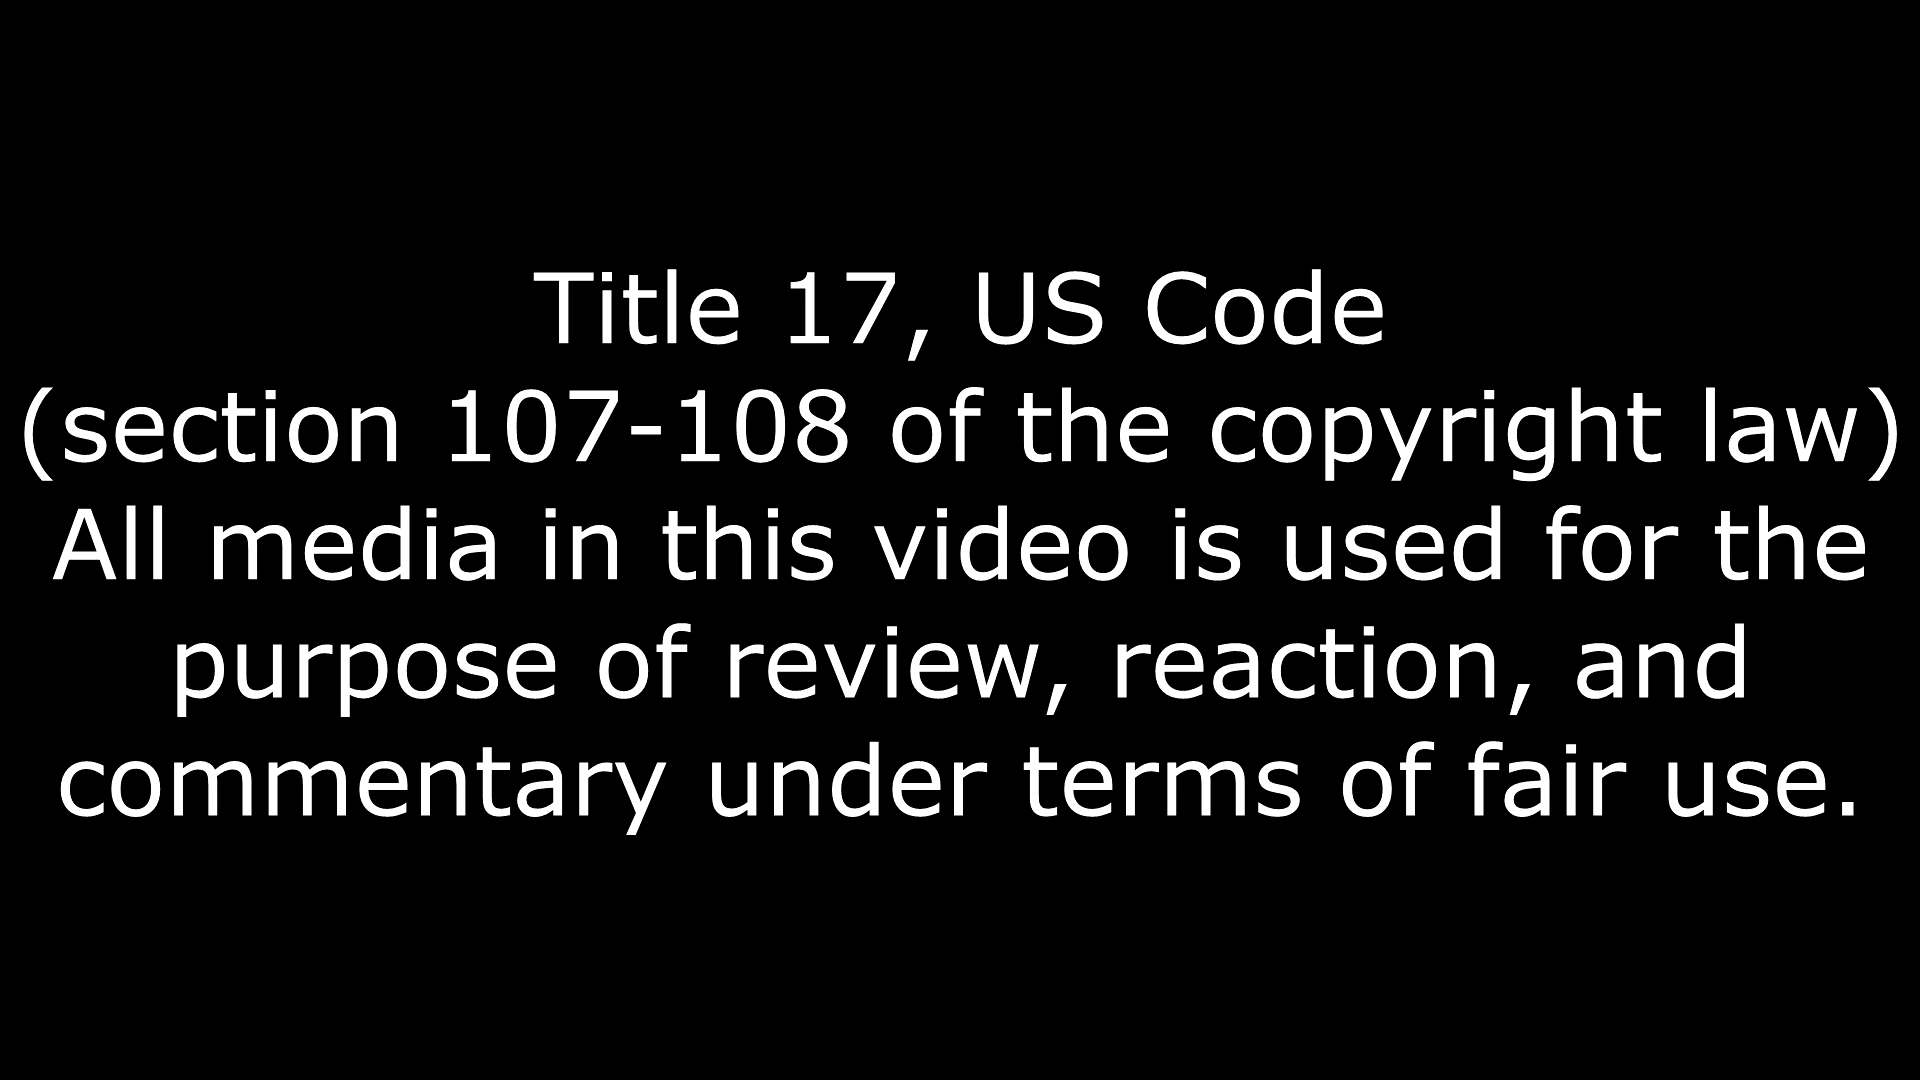 Title 17, US Code
(section 107-108 of the copyright law)
All media in this video is used for the
purpose of review, reaction, and
commentary under terms of fair use.